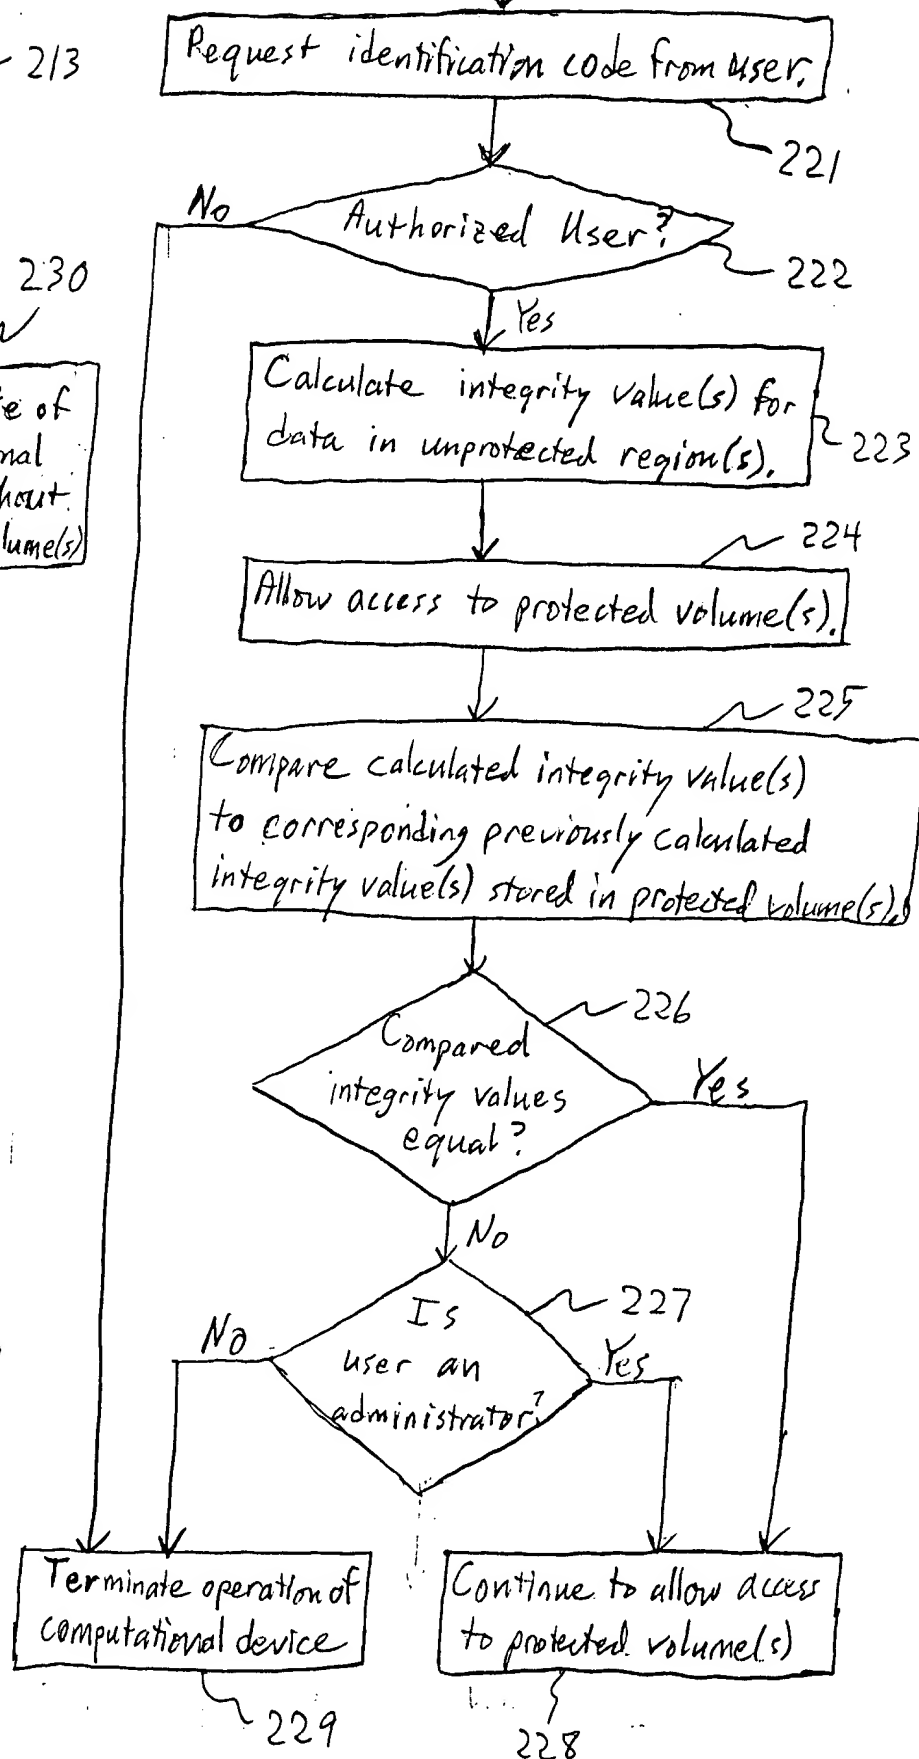 213
Request identification code from user.
221
No
Authorized User?
222
230
Yes
of
Calculate integrity value(s) for
data in unprotected region(s).
223
224
Allow access to protected volume(s).
225
Compare calculated integrity value(s)
to corresponding previously calculated
integrity value(s) stored in protected volume(s).
226
Compared
integrity values
equal?
Yes
No
227
Is
user an
administrator?
No
Yes
Terminate operation of
computational device
Continue to allow access
to protected volume(s)
229
228